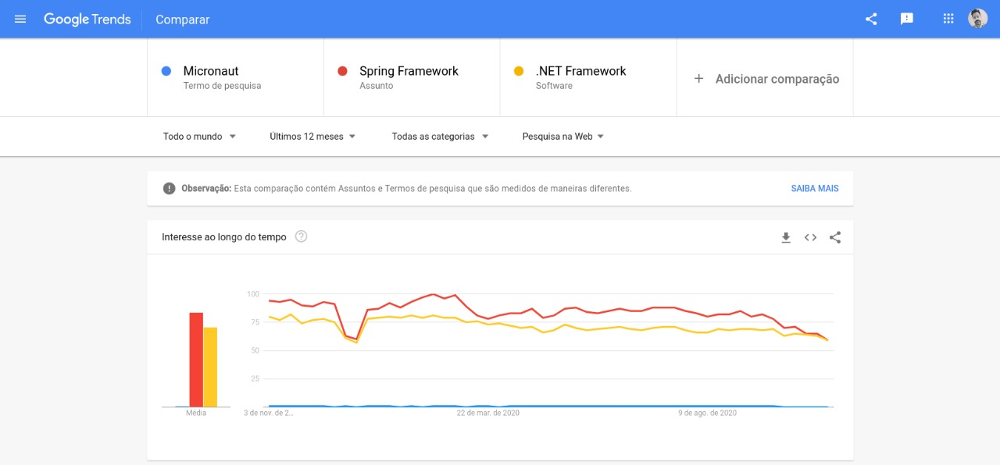 Google Trends Comparar
Micronaut
Termo de pesquisa
Spring Framework
Assunto
.NET Framework
Software
+ Adicionar comparação
Todo o mundo
Últimos 12 meses
Todas as categorias
Pesquisa na Web
Observação: Esta comparação contém Assuntos e Termos de pesquisa que são medidos de maneiras diferentes.
SAIBA MAIS
Interesse ao longo do tempo
100
75
50
25
Média
3 de nov. de 2…
22 de mar. de 2020
9 de ago. de 2020